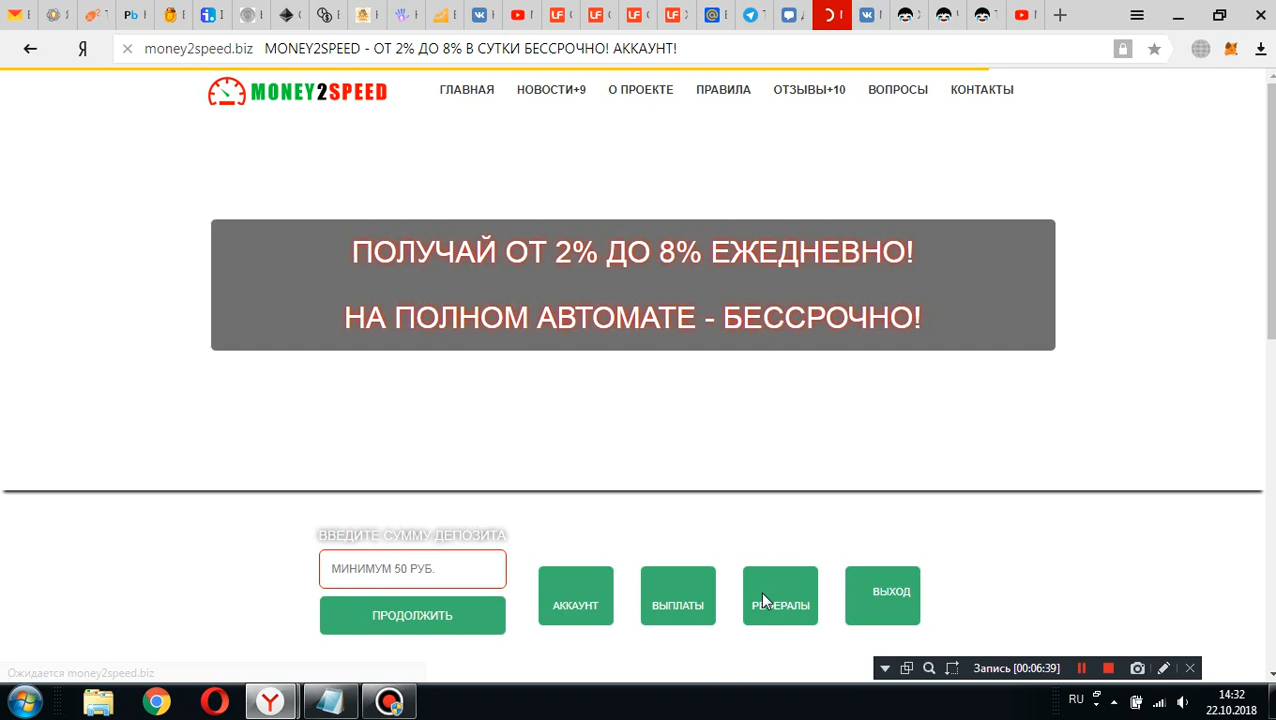 money2speed.biz MONEY2SPEED - ОТ 2% ДО 8% В СУТКИ БЕССРОЧНО! АККАУНТ!
MONEY2SPEED
ГЛАВНАЯ НОВОСТИ+9 О ПРОЕКТЕ ПРАВИЛА ОТЗЫВЫ+10 ВОПРОСЫ КОНТАКТЫ
ПОЛУЧАЙ ОТ 2% ДО 8% ЕЖЕДНЕВНО!
НА ПОЛНОМ АВТОМАТЕ - БЕССРОЧНО!
ВВЕДИТЕ СУММУ ДЕПОЗИТА
МИНИМУМ 50 РУБ.
ПРОДОЛЖИТЬ
АККАУНТ
ВЫПЛАТЫ
РЕФЕРАЛЫ
ВЫХОД
Ожидается money2speed.biz
Запись [00:06:39]
RU
14:32
22.10.2018